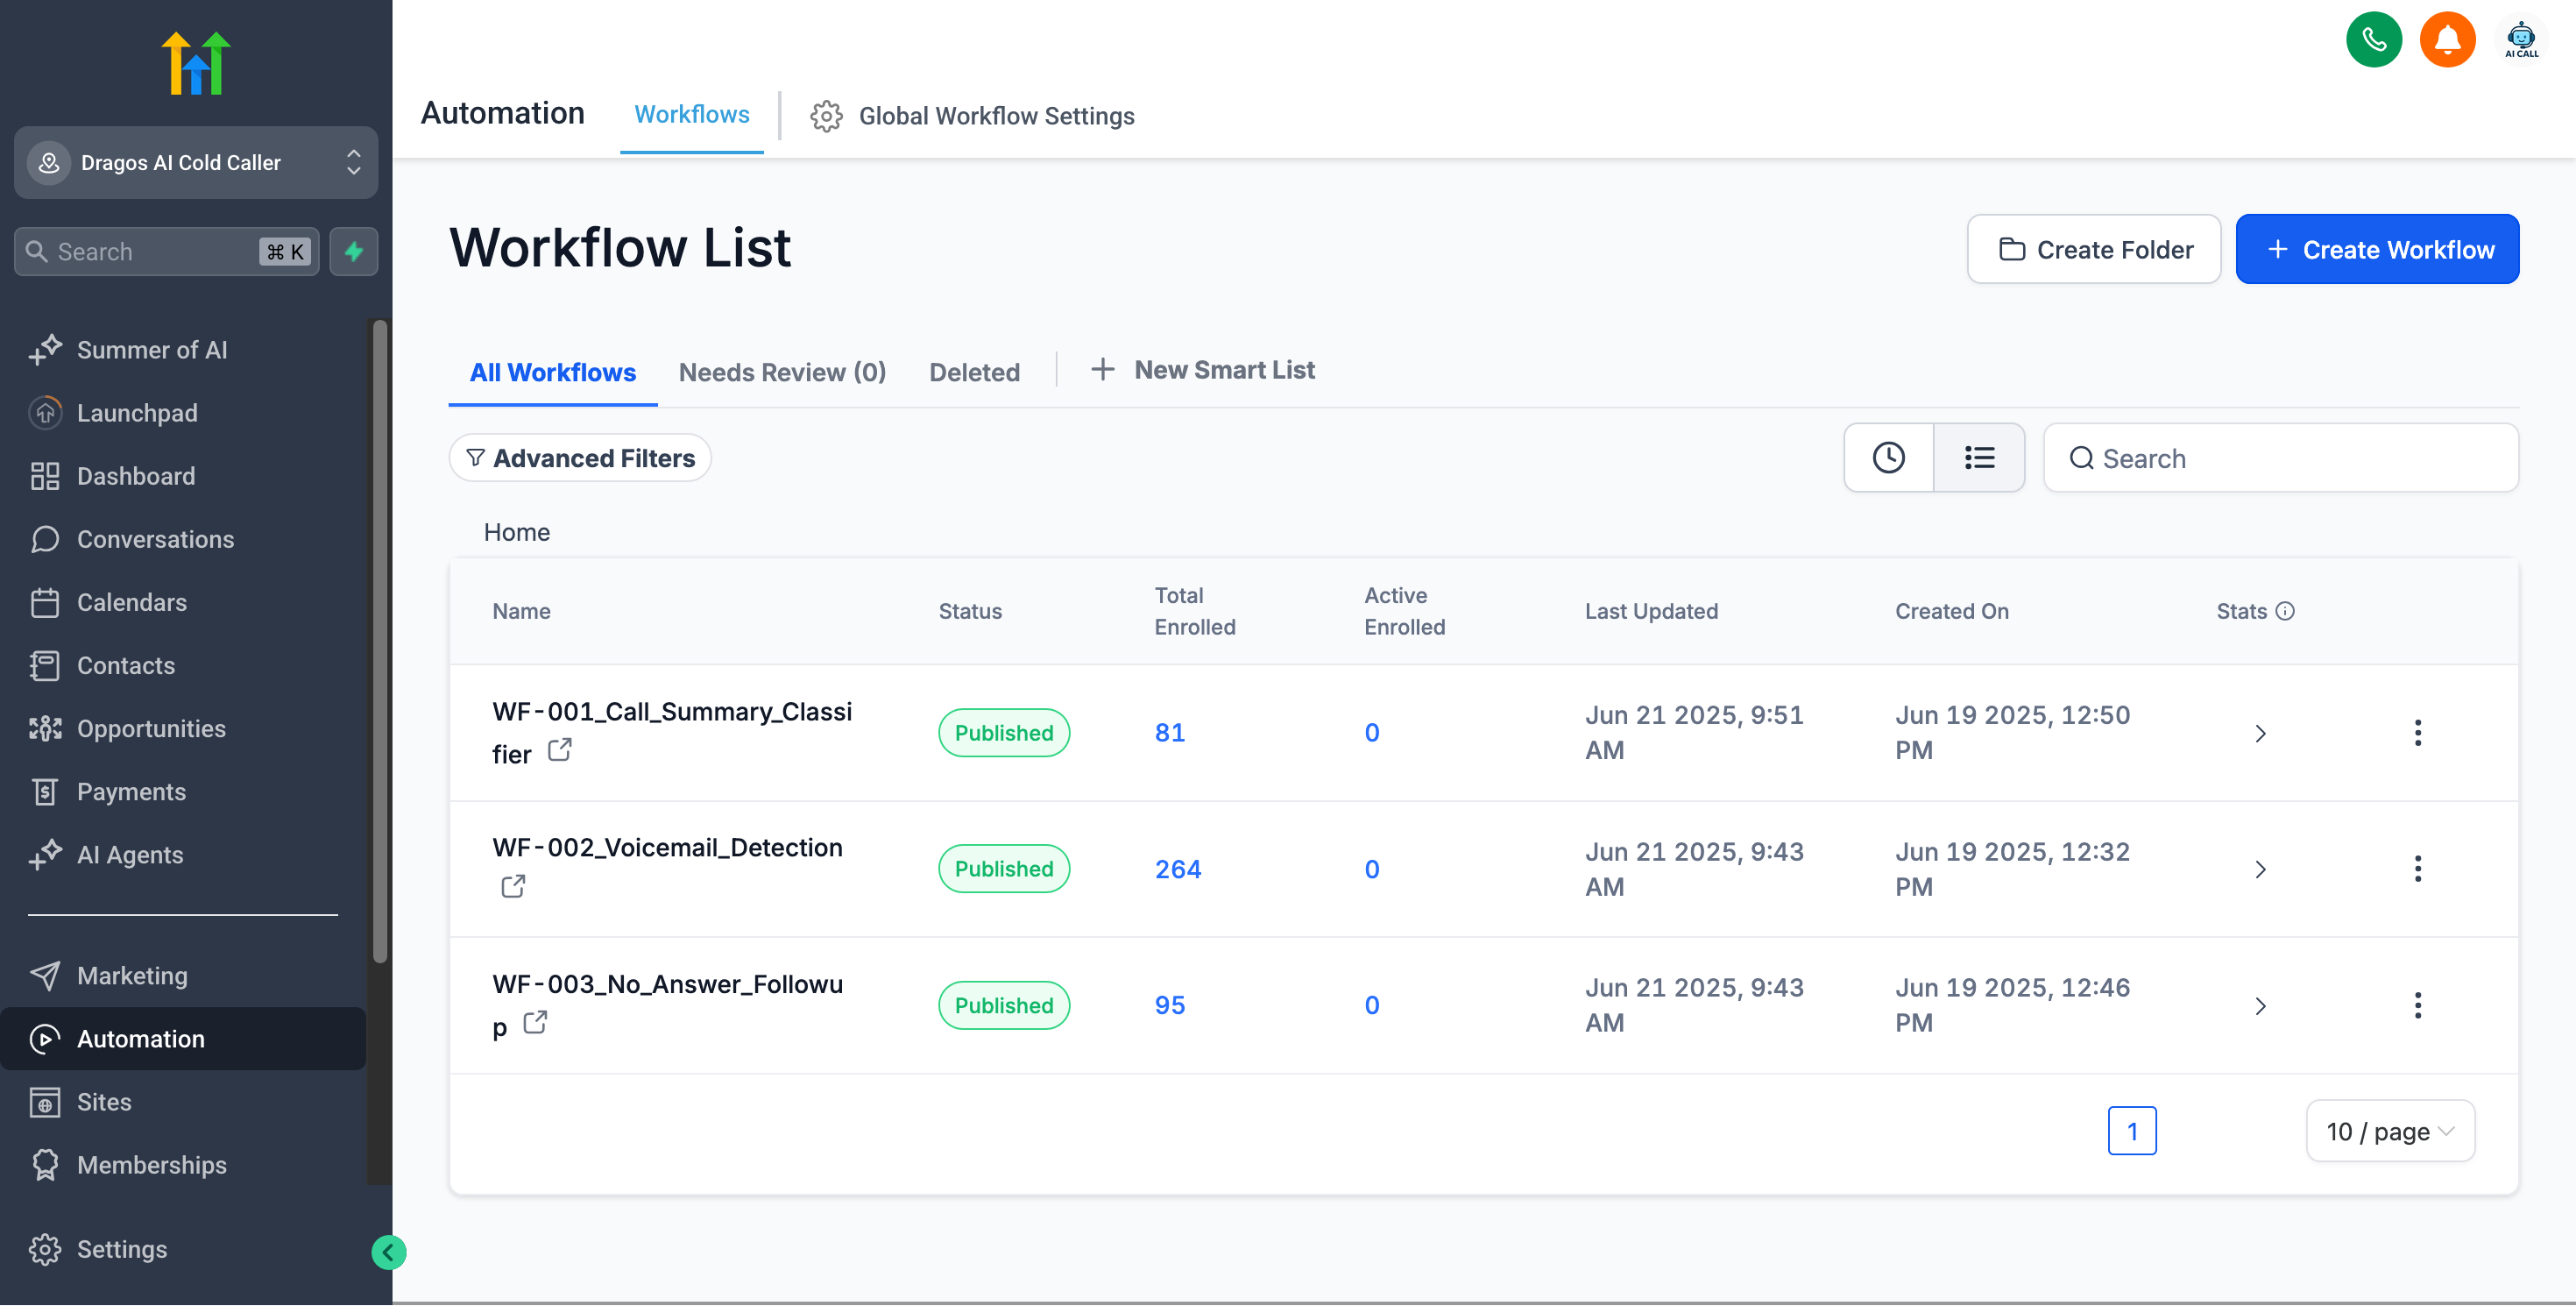 AI CALL
Dragos AI Cold Caller
Search ⌘ K
Summer of AI
Launchpad
Dashboard
Conversations
Calendars
Contacts
Opportunities
Payments
AI Agents
Marketing
Automation
Sites
Memberships
Settings
Automation Workflows Global Workflow Settings
Workflow List
Create Folder
+ Create Workflow
All Workflows Needs Review (0) Deleted + New Smart List
Advanced Filters
Search
Home
Name Status Total Enrolled Active Enrolled Last Updated Created On Stats
WF-001_Call_Summary_Classi
fier
Published 81 0
Jun 21 2025, 9:51
AM
Jun 19 2025, 12:50
PM
WF-002_Voicemail_Detection
Published 264 0
Jun 21 2025, 9:43
AM
Jun 19 2025, 12:32
PM
WF-003_No_Answer_Followu
p
Published 95 0
Jun 21 2025, 9:43
AM
Jun 19 2025, 12:46
PM
1
10 / page